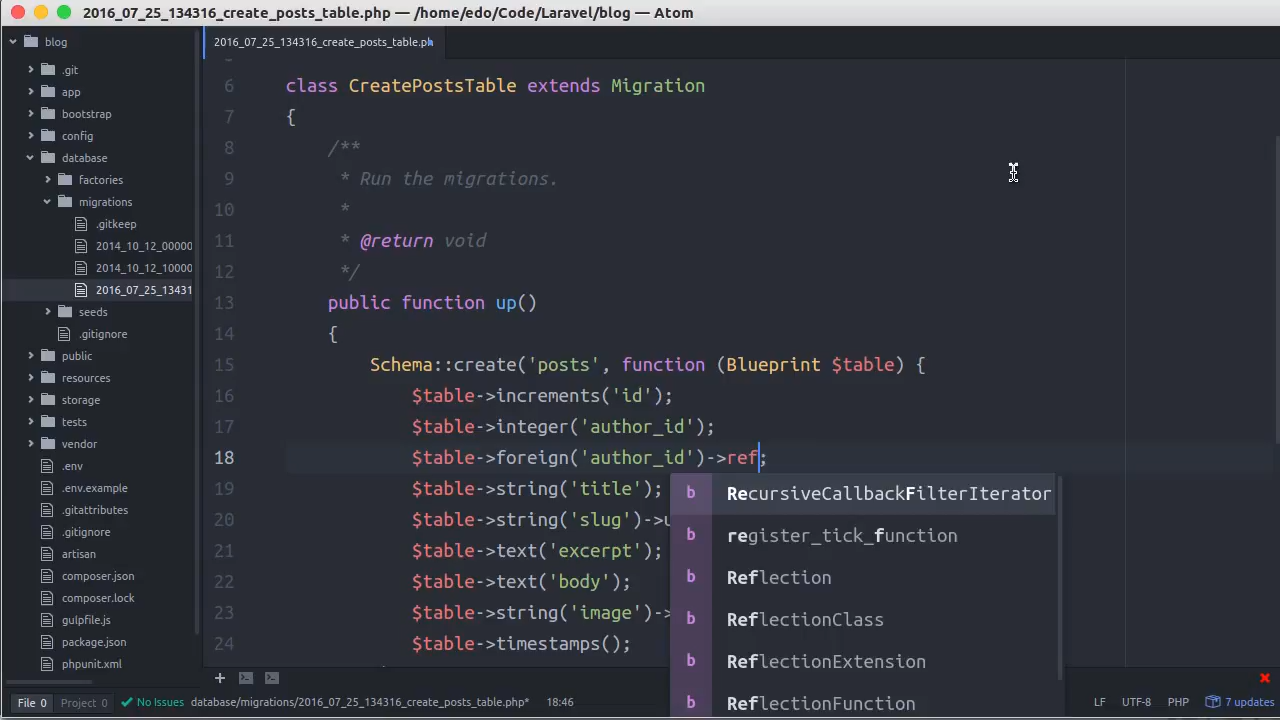 2016_07_25_134316_create_posts_table.php — /home/edo/Code/Laravel/blog — Atom
blog
.git
app
bootstrap
config
database
factories
migrations
.gitkeep
2014_10_12_00000
2014_10_12_10000
2016_07_25_134316
seeds
.gitignore
public
resources
storage
tests
vendor
.env
.env.example
.gitattributes
.gitignore
artisan
composer.json
composer.lock
gulpfile.js
package.json
phpunit.xml
2016_07_25_134316_create_posts_table.ph
6 class CreatePostsTable extends Migration
7 {
8 /**
9 * Run the migrations.
10 *
11 * @return void
12 */
13 public function up()
14 {
15 Schema::create('posts', function (Blueprint $table) {
16 $table->increments('id');
17 $table->integer('author_id');
18 $table->foreign('author_id')->ref;
19 $table->string('title');
20 $table->string('slug')->u
21 $table->text('excerpt');
22 $table->text('body');
23 $table->string('image')->
24 $table->timestamps();
b RecursiveCallbackFilterIterator
b register_tick_function
b Reflection
b ReflectionClass
b ReflectionExtension
b ReflectionFunction
File 0 Project 0 No Issues database/migrations/2016_07_25_134316_create_posts_table.php* 18:46 LF UTF-8 PHP 7 updates